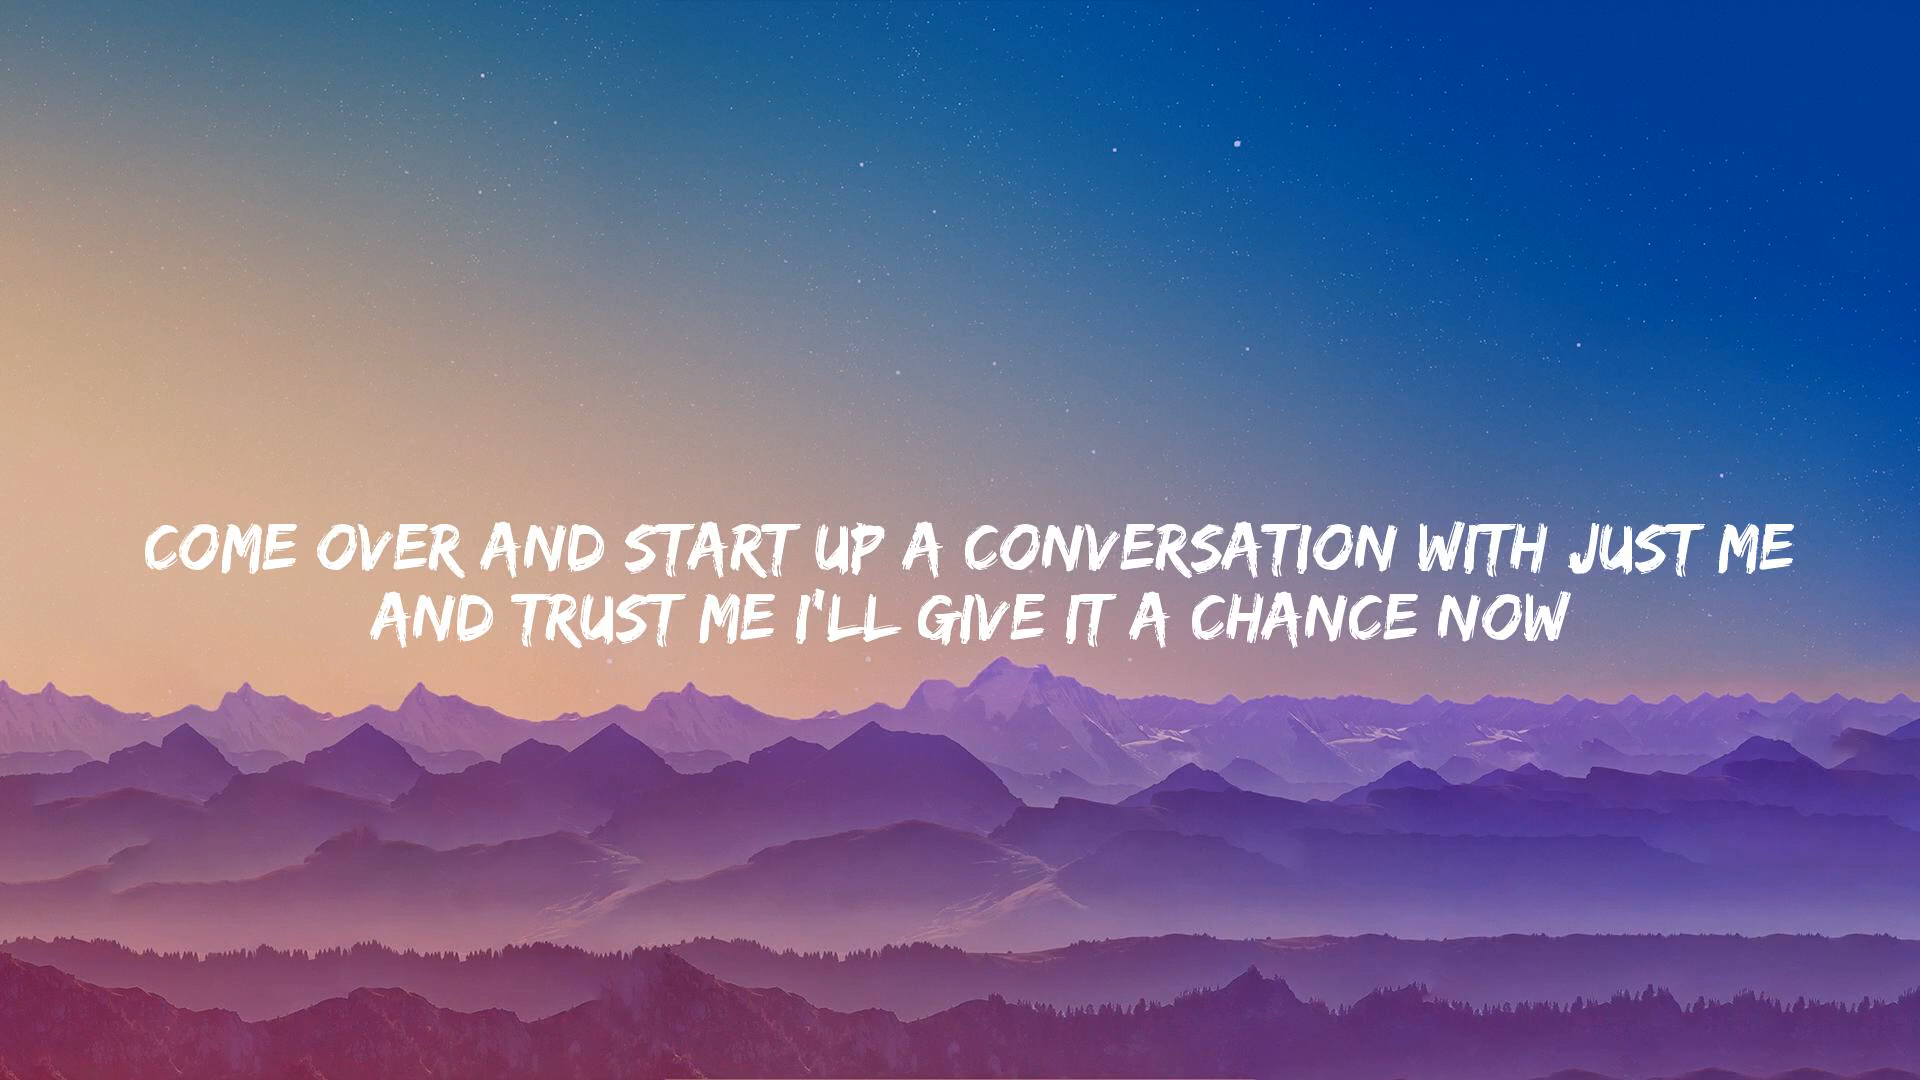 COME OVER AND START UP A CONVERSATION WITH JUST ME
AND TRUST ME I'LL GIVE IT A CHANCE NOW